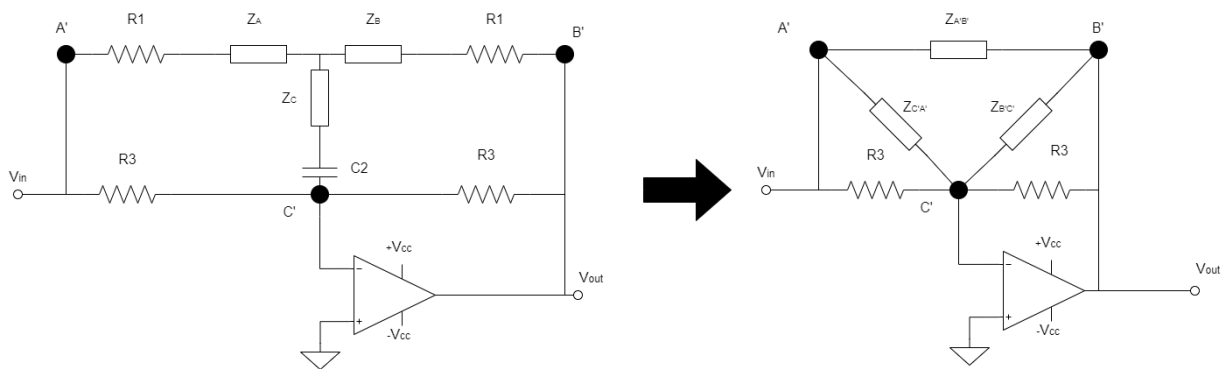 A'
R1
ZA
ZB
R1
B'
ZC
R3
C2
R3
Vin
C'
+Vcc
−
+
-Vcc
Vout
A'
ZA'B'
B'
ZC'A'
ZB'C'
R3
R3
Vin
C'
+Vcc
−
+
-Vcc
Vout